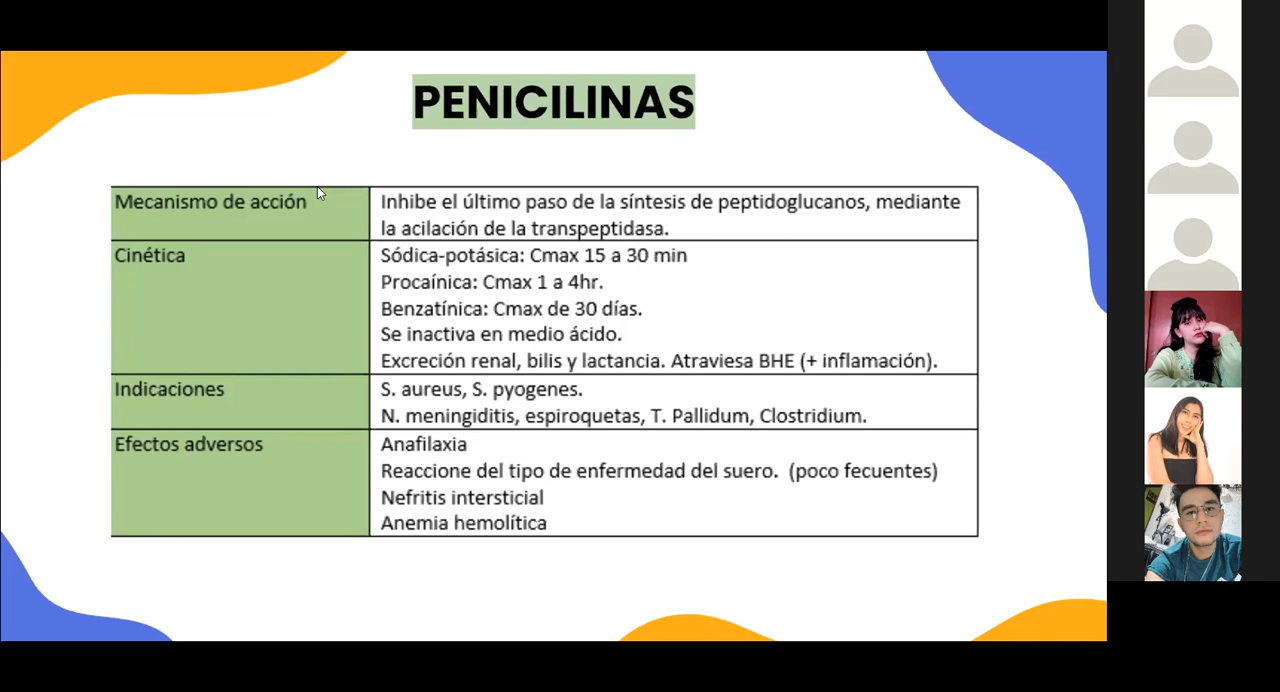 PENICILINAS
Mecanismo de acción
Inhibe el último paso de la síntesis de peptidoglucanos, mediante
la acilación de la transpeptidasa.
Cinética
Sódica-potásica: Cmax 15 a 30 min
Procaínica: Cmax 1 a 4hr.
Benzatínica: Cmax de 30 días.
Se inactiva en medio ácido.
Excreción renal, bilis y lactancia. Atraviesa BHE (+ inflamación).
Indicaciones
S. aureus, S. pyogenes.
N. meningiditis, espiroquetas, T. Pallidum, Clostridium.
Efectos adversos
Anafilaxia
Reaccione del tipo de enfermedad del suero.  (poco fecuentes)
Nefritis intersticial
Anemia hemolítica